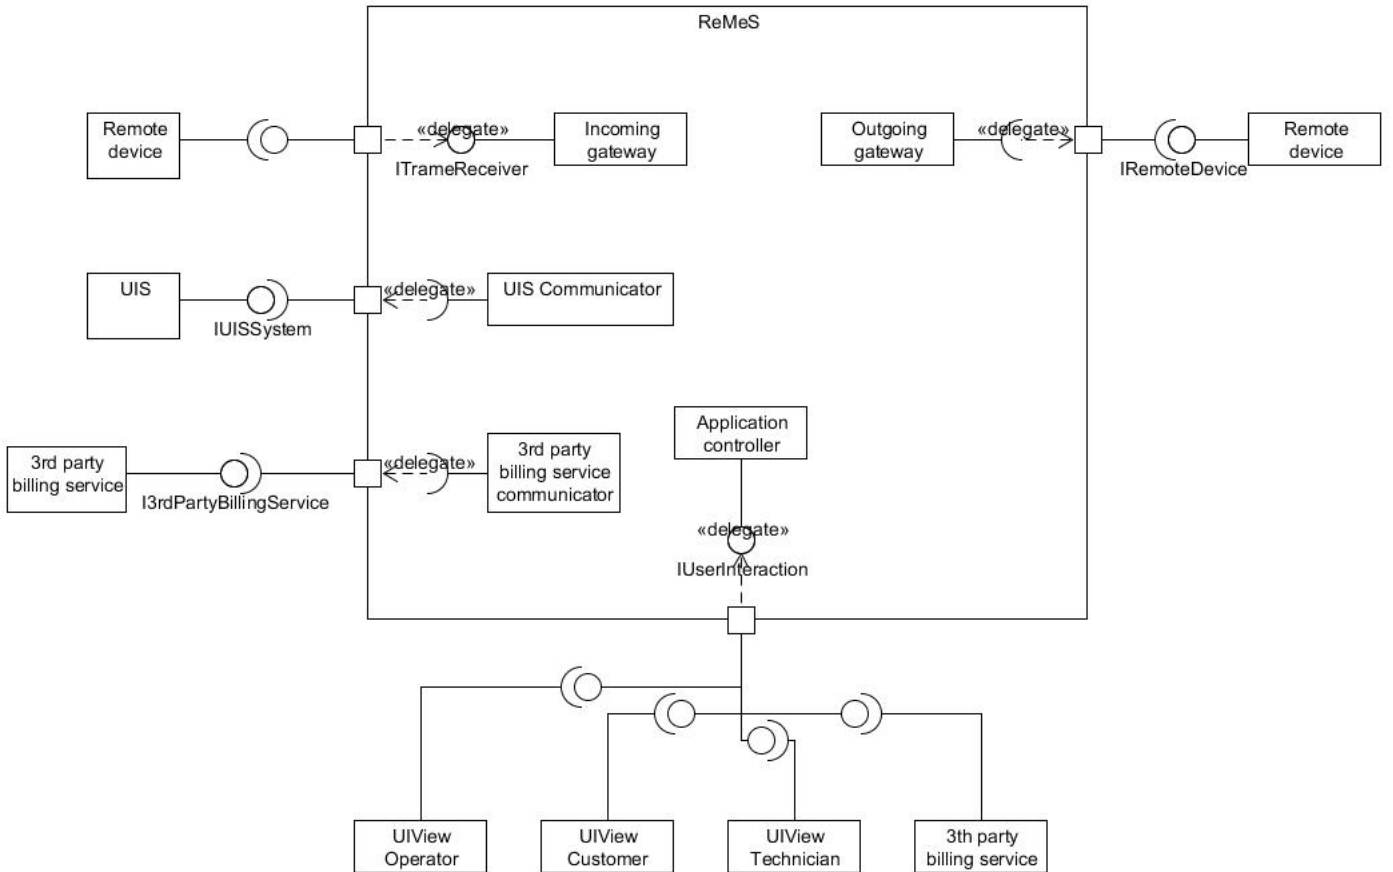 ReMeS
Remote
device
«delegate»
ITrameReceiver
Incoming
gateway
Outgoing
gateway
«delegate»
IRemoteDevice
Remote
device
UIS
IUISSystem
«delegate»
UIS Communicator
3rd party
billing service
I3rdPartyBillingService
«delegate»
3rd party
billing service
communicator
Application
controller
«delegate»
IUserInteraction
UIView
Operator
UIView
Customer
UIView
Technician
3th party
billing service